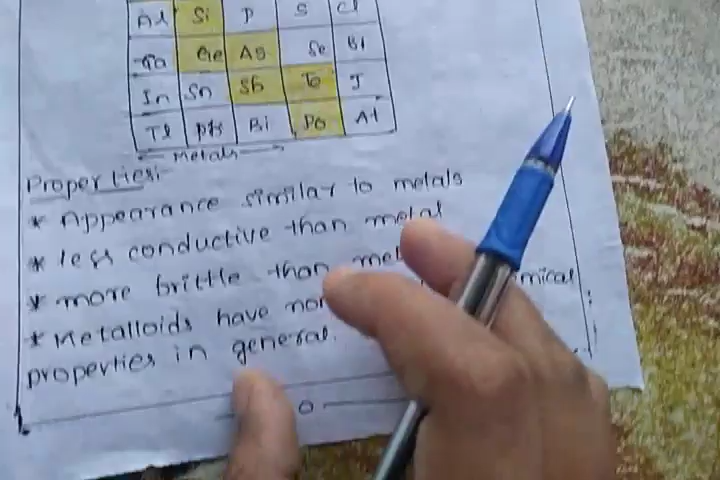 Al Si P S Cl
Ga Ge As Se Br
In Sn Sb Te I
Tl Pb Bi Po At
Metals
Properties:-
* Appearance similar to metals
* less conductive than metal
* more brittle than
* Metalloids have
properties in general.